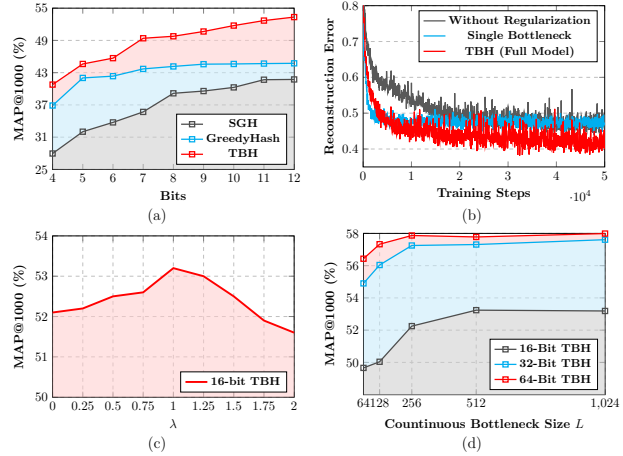 55
49
43
37
31
25
MAP@1000 (%)
SGH
GreedyHash
TBH
4 5 6 7 8 9 10 11 12
Bits
(a)
0.8
0.7
0.6
0.5
0.4
Reconstruction Error
Without Regularization
Single Bottleneck
TBH (Full Model)
0 1 2 3 4 5
Training Steps
·10⁴
(b)
54
53
52
51
50
MAP@1000 (%)
16-bit TBH
0 0.25 0.5 0.75 1 1.25 1.5 1.75 2
λ
(c)
58
56
54
52
50
MAP@1000 (%)
16-Bit TBH
32-Bit TBH
64-Bit TBH
64 128 256 512 1,024
Countinuous Bottleneck Size L
(d)